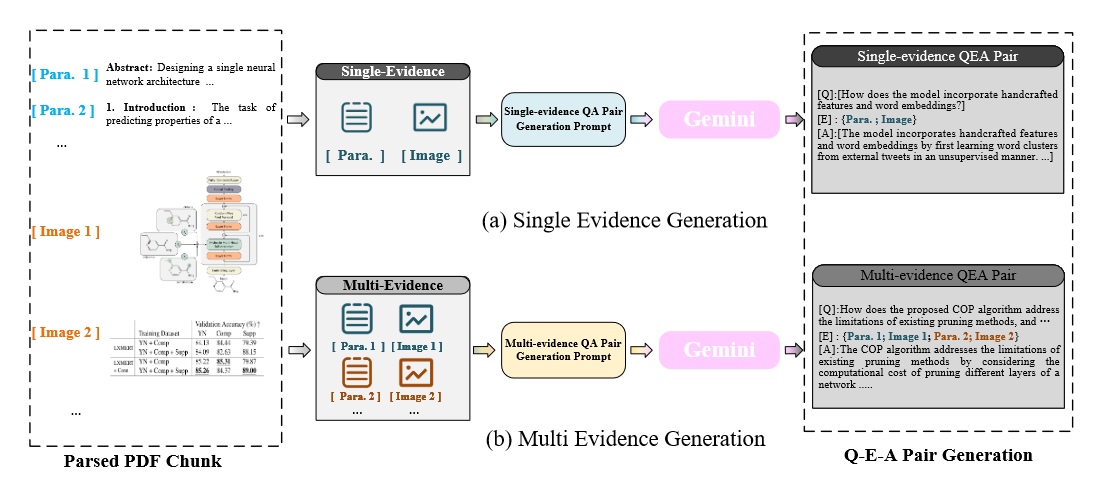 [ Para. 1 ]
Abstract: Designing a single neural
network architecture ...
[ Para. 2 ]
1. Introduction : The task of
predicting properties of a ...
...
[ Image 1 ]
[ Image 2 ]
Validation Accuracy (%) ↑
Training Dataset YN Comp Supp
LXMERT
YN + Comp 84.44 79.39
YN + Comp + Supp 82.63 88.15
LXMERT
+ Cons
YN + Comp 85.31 79.87
YN + Comp + Supp 85.26 84.37 89.00
...
Parsed PDF Chunk
Single-Evidence
[ Para. ] [ Image ]
Single-evidence QA Pair
Generation Prompt
Gemini
(a) Single Evidence Generation
Multi-Evidence
[ Para. 1 ] [ Image 1 ]
[ Para. 2 ] [ Image 2 ]
... ...
Multi-evidence QA Pair
Generation Prompt
Gemini
(b) Multi Evidence Generation
Single-evidence QEA Pair
[Q]:[How does the model incorporate handcrafted
features and word embeddings?]
[E] : {Para. ; Image}
[A]:[The model incorporates handcrafted features
and word embeddings by first learning word clusters
from external tweets in an unsupervised manner. ...]
Multi-evidence QEA Pair
[Q]:How does the proposed COP algorithm address
the limitations of existing pruning methods, and ⋯
[E] : {Para. 1; Image 1; Para. 2; Image 2}
[A]:The COP algorithm addresses the limitations of
existing pruning methods by considering the
computational cost of pruning different layers of a
network .....
Q-E-A Pair Generation